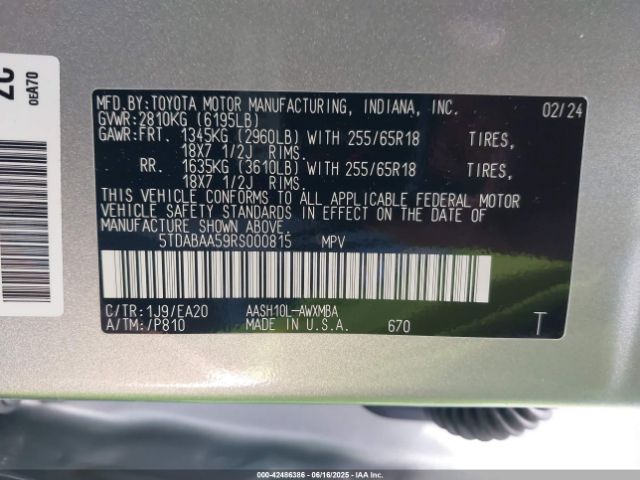 2C
0EA70
MFD.BY:TOYOTA MOTOR MANUFACTURING, INDIANA, INC. 02/24
GVWR:2810KG (6195LB)
GAWR:FRT. 1345KG (2960LB) WITH 255/65R18 TIRES,
18X7 1/2J RIMS.
RR. 1635KG (3610LB) WITH 255/65R18 TIRES,
18X7 1/2J RIMS.
THIS VEHICLE CONFORMS TO ALL APPLICABLE FEDERAL MOTOR
VEHICLE SAFETY STANDARDS IN EFFECT ON THE DATE OF
MANUFACTURE SHOWN ABOVE.
5TDABAA59RS000815 MPV
C/TR:1J9/EA20 AASH10L-AWXMBA
A/TM:/P810 MADE IN U.S.A. 670 T
000-42486386 - 06/16/2025 - IAA Inc.